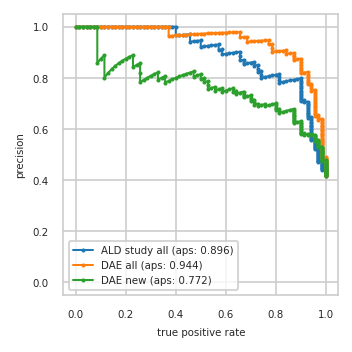 precision
1.0
0.8
0.6
0.4
0.2
0.0
ALD study all (aps: 0.896)
DAE all (aps: 0.944)
DAE new (aps: 0.772)
0.0 0.2 0.4 0.6 0.8 1.0
true positive rate